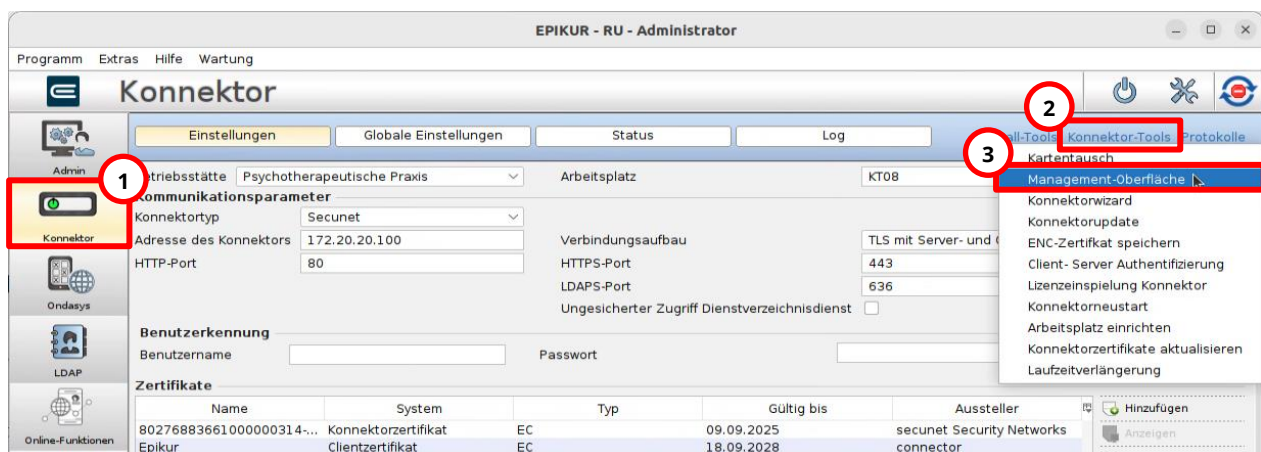 EPIKUR - RU - Administrator
Programm Extras Hilfe Wartung
Konnektor
2
Einstellungen Globale Einstellungen Status Log all-Tools Konnektor-Tools Protokolle
3
Kartentausch
Management-Oberfläche
Konnektorwizard
Konnektorupdate
ENC-Zertifkat speichern
Client- Server Authentifizierung
Lizenzeinspielung Konnektor
Konnektorneustart
Arbeitsplatz einrichten
Konnektorzertifikate aktualisieren
Laufzeitverlängerung
Admin
1
Konnektor
Ondasys
LDAP
Online-Funktionen
etriebsstätte Psychotherapeutische Praxis Arbeitsplatz KT08
Kommunikationsparameter
Konnektortyp Secunet
Adresse des Konnektors 172.20.20.100 Verbindungsaufbau TLS mit Server- und
HTTP-Port 80 HTTPS-Port 443
LDAPS-Port 636
Ungesicherter Zugriff Dienstverzeichnisdienst
Benutzerkennung
Benutzername Passwort
Zertifikate
Name System Typ Gültig bis Aussteller
80276883661000000314-... Konnektorzertifikat EC 09.09.2025 secunet Security Networks
Epikur Clientzertifikat EC 18.09.2028 connector
Hinzufügen
Anzeigen